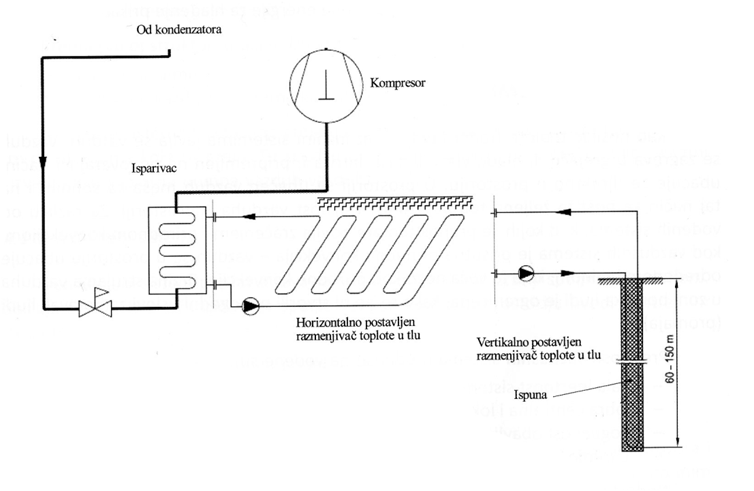 Od kondenzatora
Kompresor
Isparivac
Horizontalno postavljen
razmenjivač toplote u tlu
Vertikalno postavljen
razmenjivač toplote u tlu
Ispuna
60 – 150 m